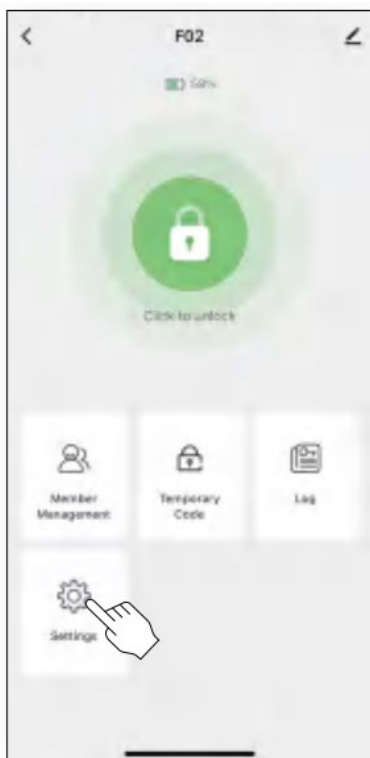 F02
Click to unlock
Member
Management
Temporary
Code
Log
Settings